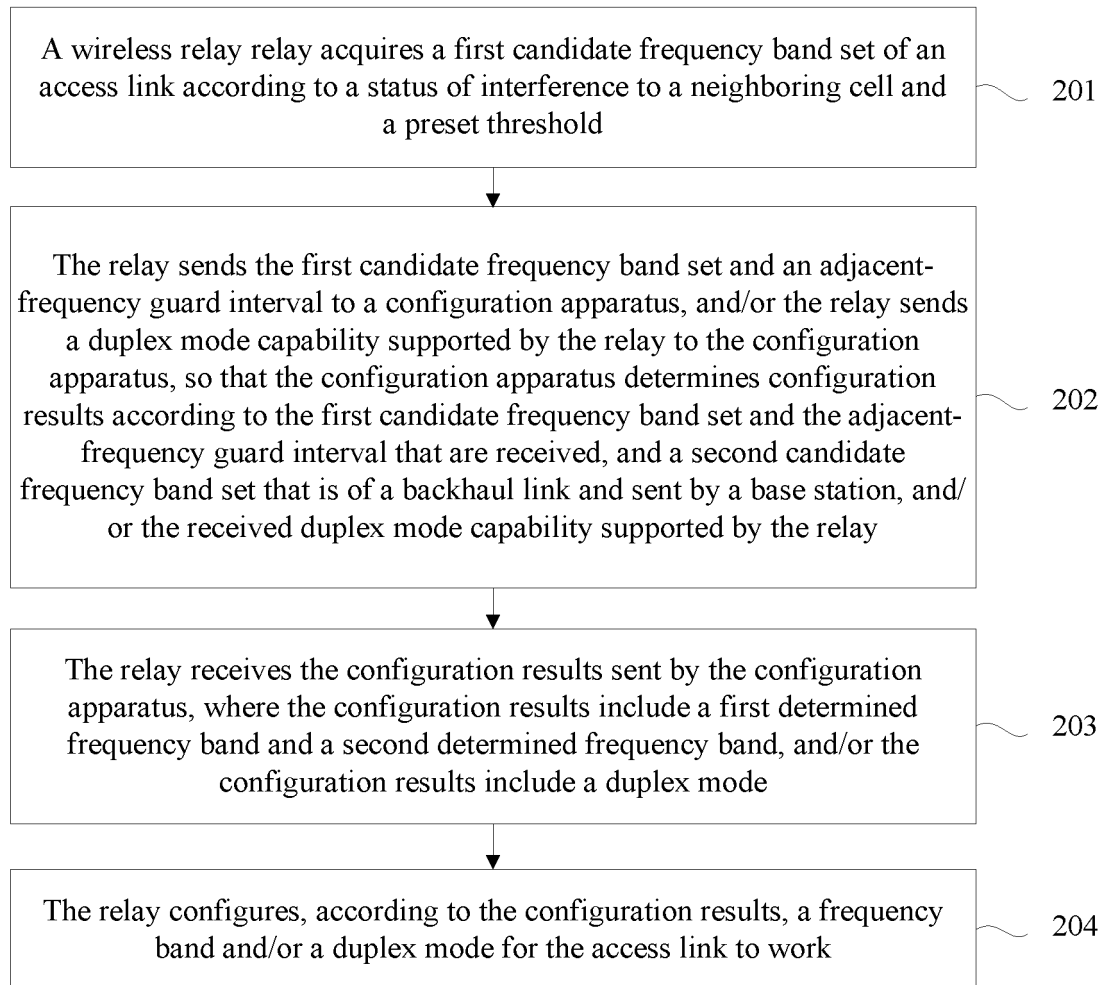 A wireless relay relay acquires a first candidate frequency band set of an
access link according to a status of interference to a neighboring cell and
a preset threshold
201
The relay sends the first candidate frequency band set and an adjacent-
frequency guard interval to a configuration apparatus, and/or the relay sends
a duplex mode capability supported by the relay to the configuration
apparatus, so that the configuration apparatus determines configuration
results according to the first candidate frequency band set and the adjacent-
frequency guard interval that are received, and a second candidate
frequency band set that is of a backhaul link and sent by a base station, and/
or the received duplex mode capability supported by the relay
202
The relay receives the configuration results sent by the configuration
apparatus, where the configuration results include a first determined
frequency band and a second determined frequency band, and/or the
configuration results include a duplex mode
203
The relay configures, according to the configuration results, a frequency
band and/or a duplex mode for the access link to work
204